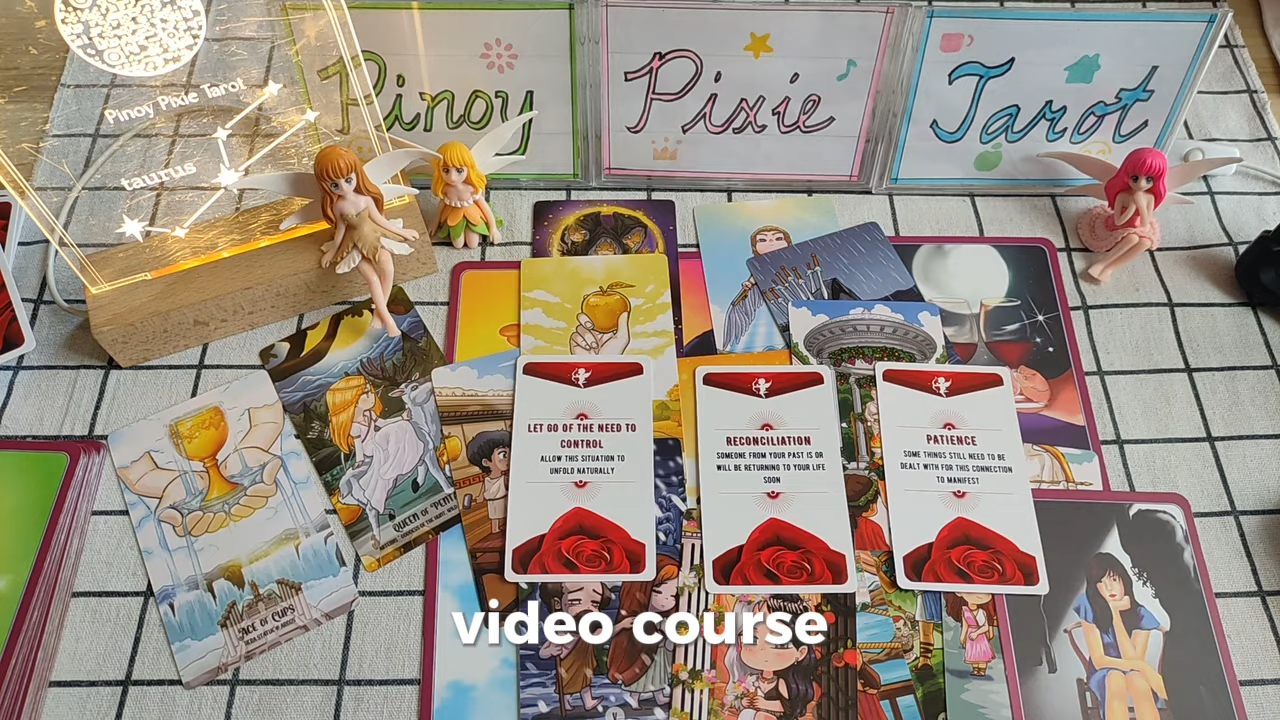 Pinoy
Pixie
Tarot
Pinoy Pixie Tarot
taurus
LET GO OF THE NEED TO
CONTROL
ALLOW THIS SITUATION TO
UNFOLD NATURALLY
RECONCILIATION
SOMEONE FROM YOUR PAST IS OR
WILL BE RETURNING TO YOUR LIFE
SOON
PATIENCE
SOME THINGS STILL NEED TO BE
DEALT WITH FOR THIS CONNECTION
TO MANIFEST
QUEEN OF PENT
ACE OF CUPS
video course